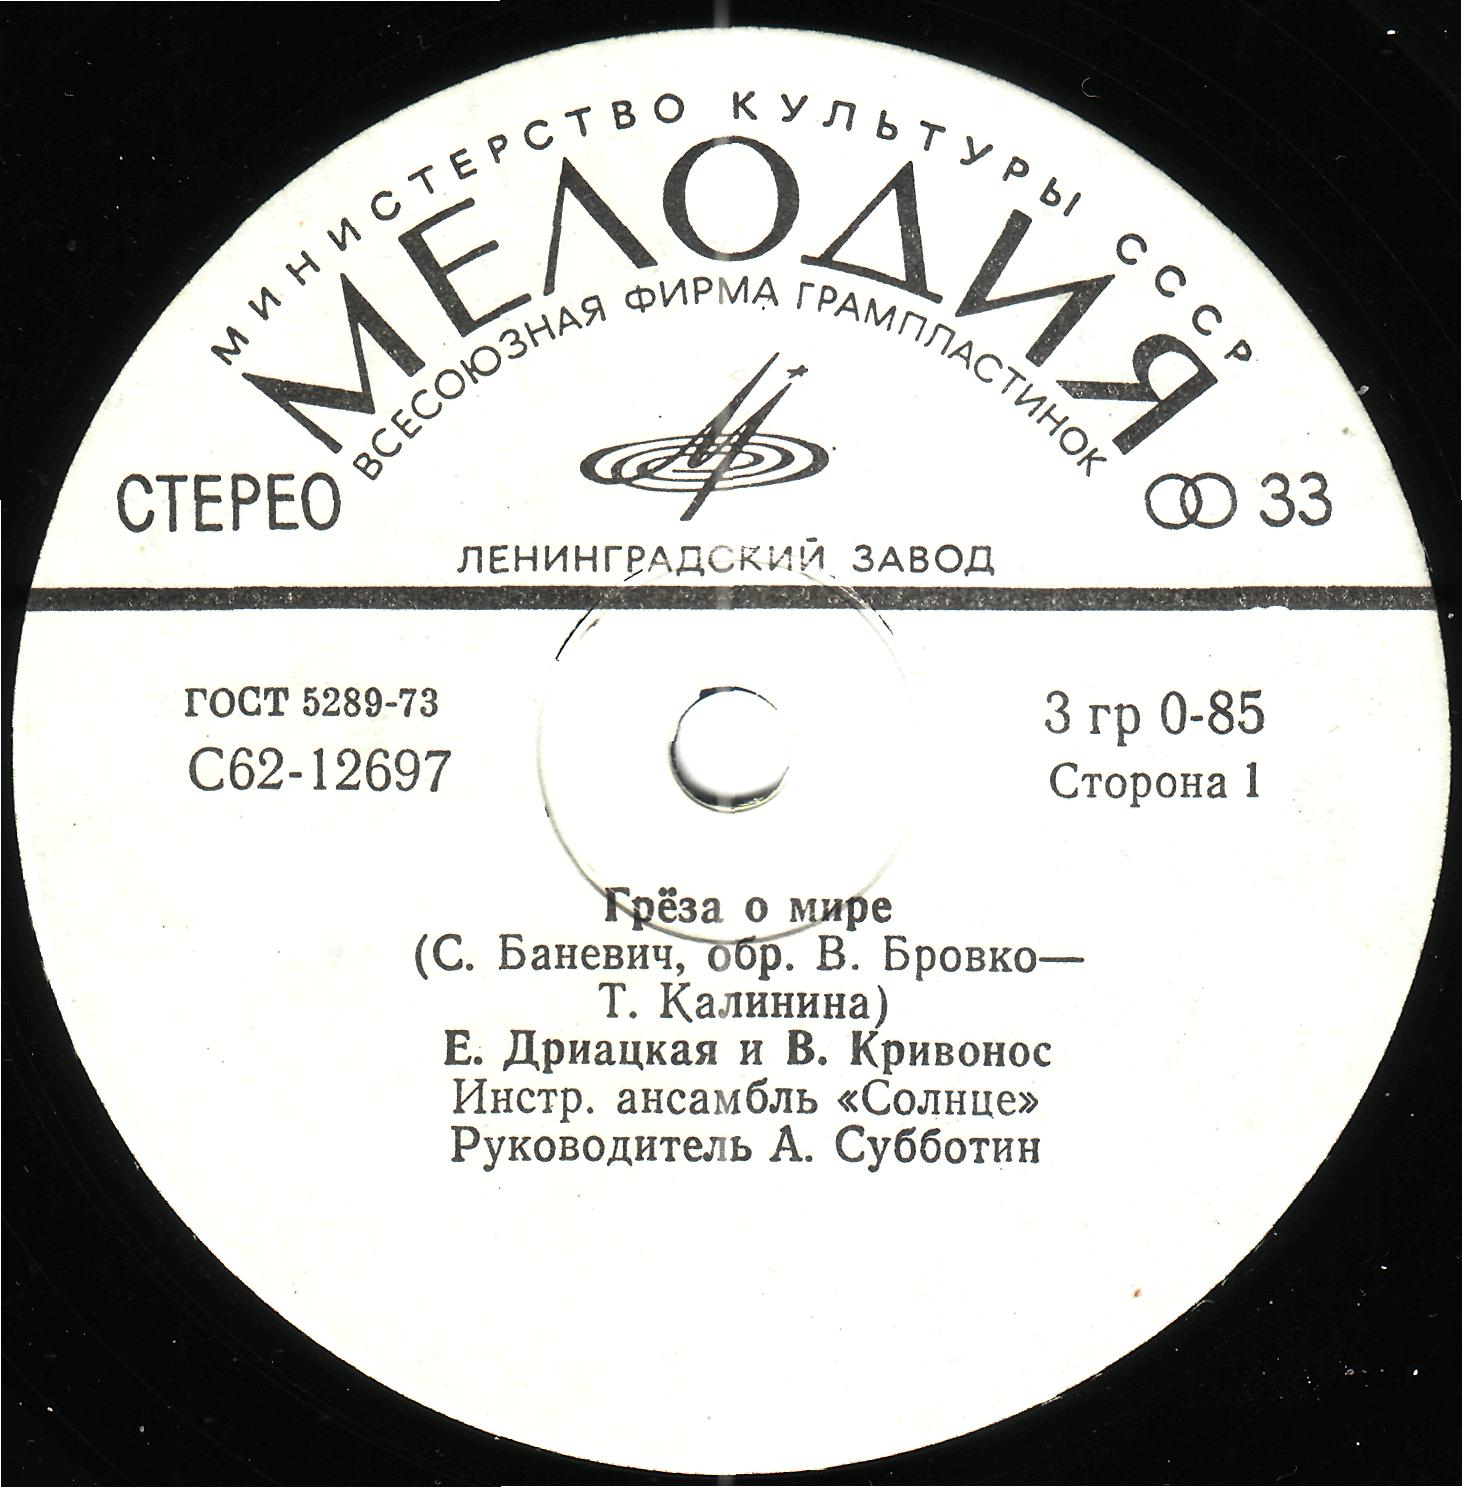 МИНИСТЕРСТВО КУЛЬТУРЫ СССР
МЕЛОДИЯ
ВСЕСОЮЗНАЯ ФИРМА ГРАМПЛАСТИНОК
СТЕРЕО
33
ЛЕНИНГРАДСКИЙ ЗАВОД
ГОСТ 5289-73
С62-12697
3 гр 0-85
Сторона 1
Грёза о мире
(С. Баневич, обр. В. Бровко—
Т. Калинина)
Е. Дриацкая и В. Кривонос
Инстр. ансамбль «Солнце»
Руководитель А. Субботин